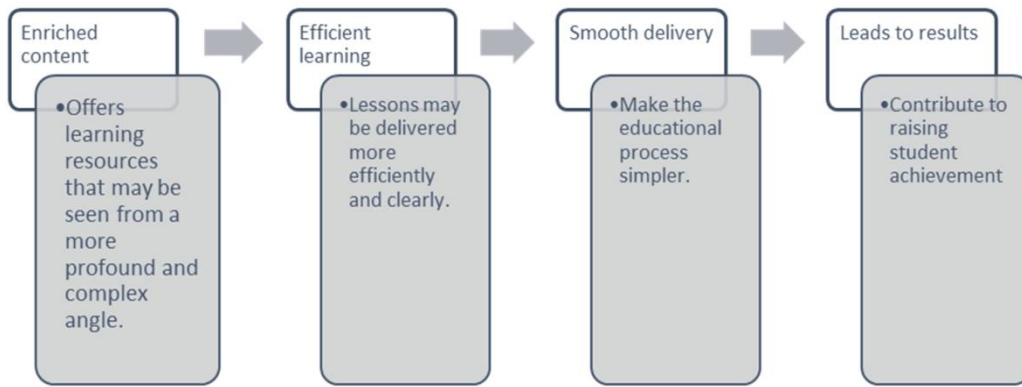 Enriched
content
•Offers
learning
resources
that may be
seen from a
more
profound and
complex
angle.
Efficient
learning
•Lessons may
be delivered
more
efficiently
and clearly.
Smooth delivery
•Make the
educational
process
simpler.
Leads to results
•Contribute to
raising
student
achievement